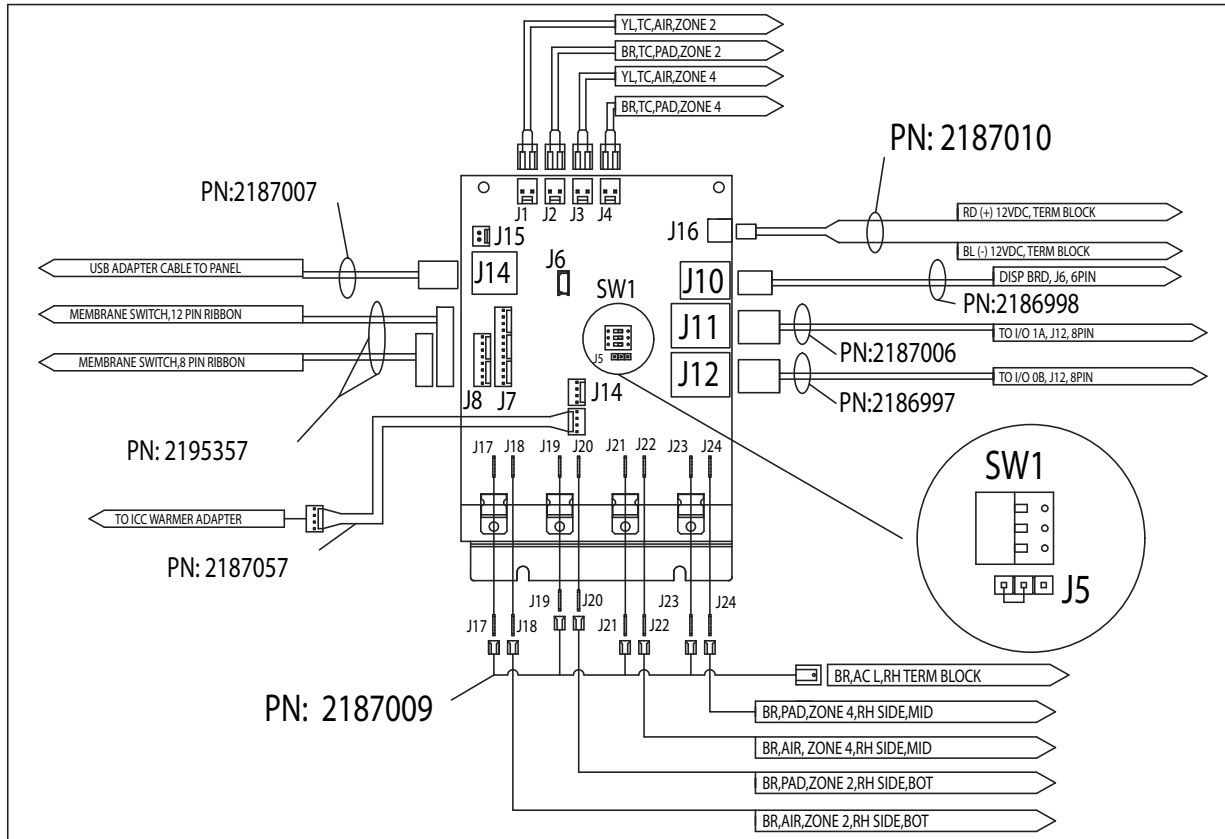 YL,TC,AIR,ZONE 2
BR,TC,PAD,ZONE 2
YL,TC,AIR,ZONE 4
BR,TC,PAD,ZONE 4
PN: 2187010
PN:2187007
J1
J2
J3
J4
RD (+) 12VDC, TERM BLOCK
J16
J15
BL (-) 12VDC, TERM BLOCK
USB ADAPTER CABLE TO PANEL
J14
J6
J10
DISP BRD, J6, 6PIN
SW1
PN:2186998
MEMBRANE SWITCH,12 PIN RIBBON
J11
TO I/O 1A, J12, 8PIN
J5
PN:2187006
MEMBRANE SWITCH,8 PIN RIBBON
J12
TO I/O 0B, J12, 8PIN
J8
J7
J14
PN:2186997
PN: 2195357
J17
J18
J19
J20
J21
J22
J23
J24
SW1
TO ICC WARMER ADAPTER
PN: 2187057
J5
J19
J20
J23
J24
J17
J18
J21
J22
BR,AC L,RH TERM BLOCK
PN: 2187009
BR,PAD,ZONE 4,RH SIDE,MID
BR,AIR, ZONE 4,RH SIDE,MID
BR,PAD,ZONE 2,RH SIDE,BOT
BR,AIR,ZONE 2,RH SIDE,BOT